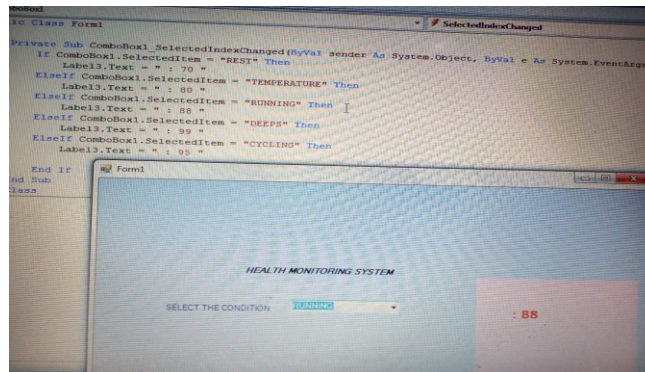 ic Class Form1
SelectedIndexChanged
Private Sub ComboBox1_SelectedIndexChanged(ByVal sender As System.Object, ByVal e As System.EventArgs
If ComboBox1.SelectedItem = "REST" Then
Label3.Text = " : 70 "
ElseIf ComboBox1.SelectedItem = "TEMPERATURE" Then
Label3.Text = " : 80 "
ElseIf ComboBox1.SelectedItem = "RUNNING" Then
Label3.Text = " : 88 "
ElseIf ComboBox1.SelectedItem = "DEEPS" Then
Label3.Text = " : 99 "
ElseIf ComboBox1.SelectedItem = "CYCLING" Then
Label3.Text = " : 95 "
End If
End Sub
Class
Form1
HEALTH MONITORING SYSTEM
SELECT THE CONDITION
RUNNING
: 88